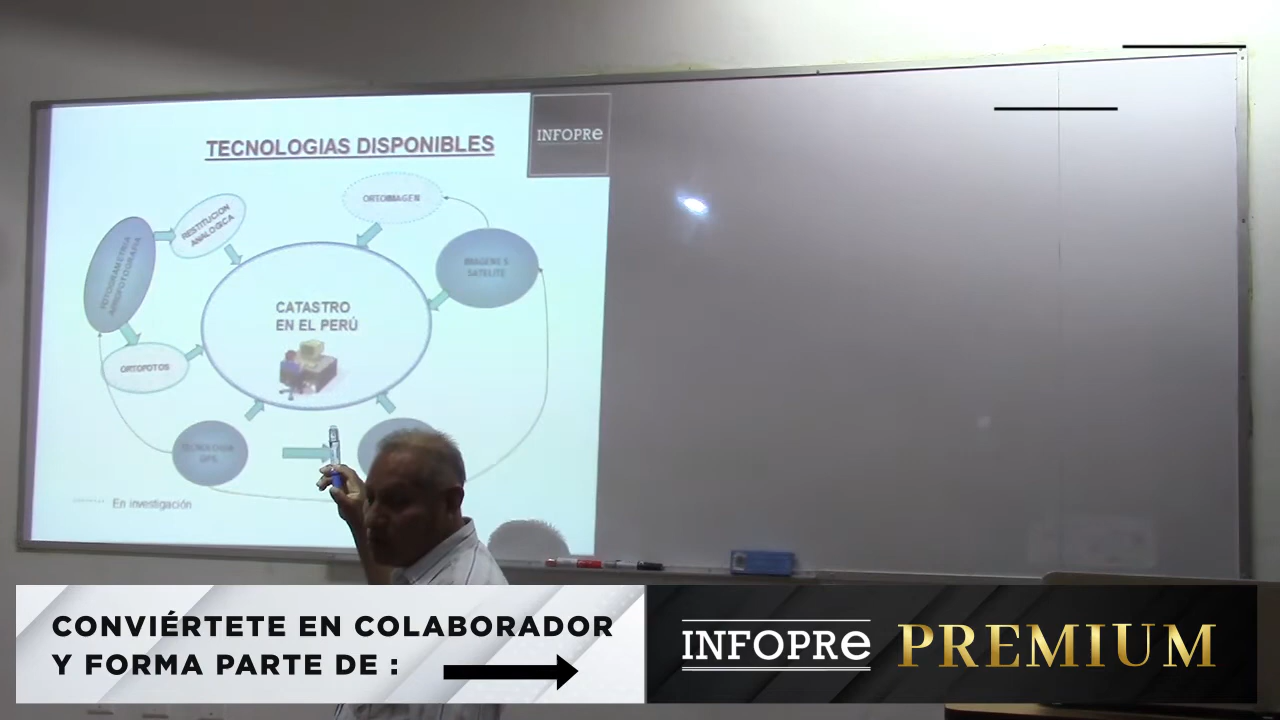 TECNOLOGIAS DISPONIBLES
INFOPRe
ORTOIMAGEN
RESTITUCION
ANALOGICA
FOTOGRAMETRIA
AEROFOTOGRAFIA
IMAGENES
SATELITE
CATASTRO
EN EL PERÚ
ORTOFOTOS
TECNOLOGIA
GPS
En investigación
CONVIÉRTETE EN COLABORADOR
Y FORMA PARTE DE :
INFOPRe PREMIUM